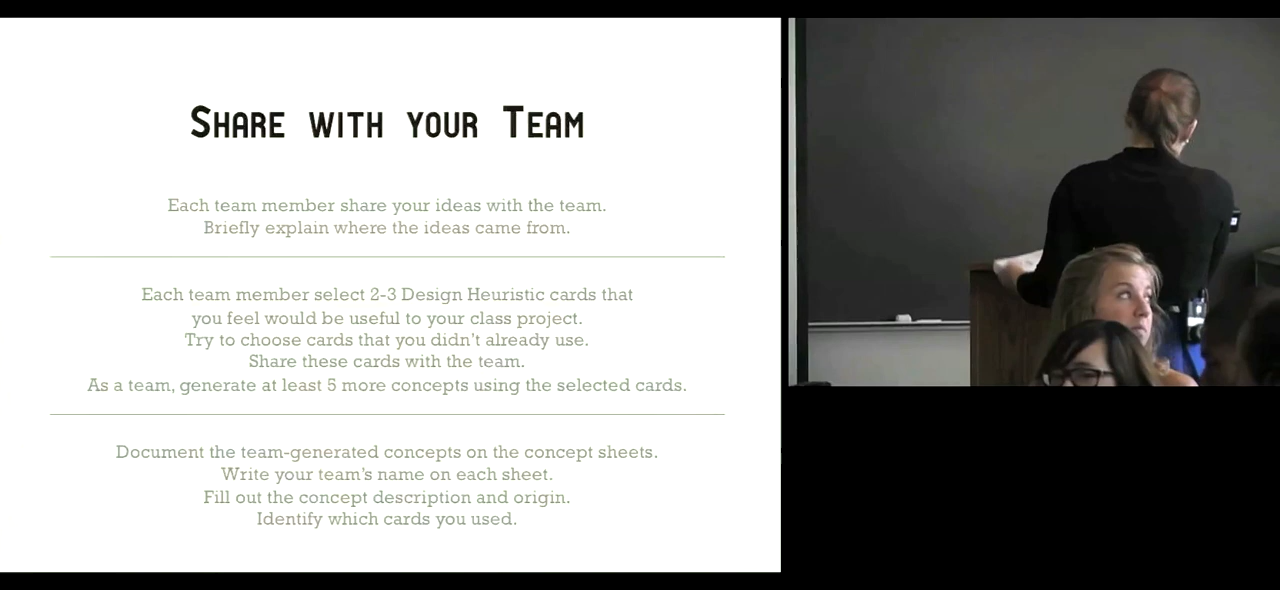 Share with your Team
Each team member share your ideas with the team.
Briefly explain where the ideas came from.
Each team member select 2-3 Design Heuristic cards that
you feel would be useful to your class project.
Try to choose cards that you didn't already use.
Share these cards with the team.
As a team, generate at least 5 more concepts using the selected cards.
Document the team-generated concepts on the concept sheets.
Write your team's name on each sheet.
Fill out the concept description and origin.
Identify which cards you used.